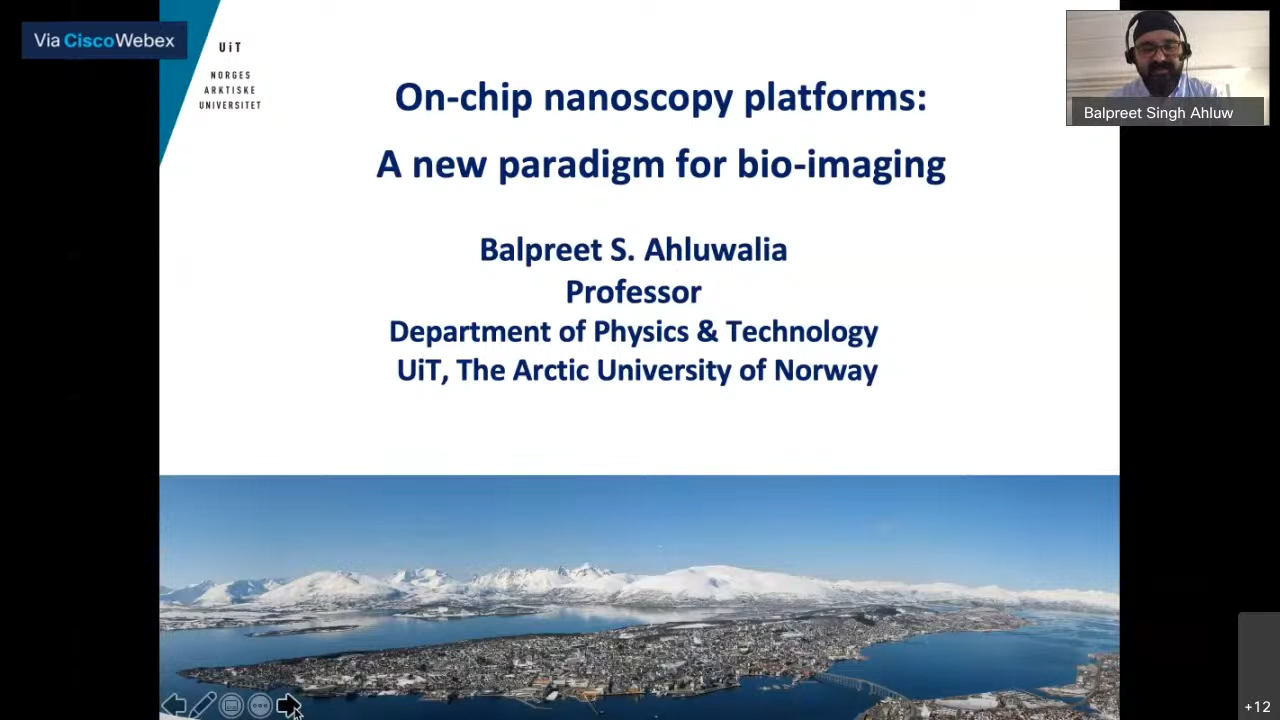 Via CiscoWebex
UiT
NORGES
ARKTISKE
UNIVERSITET
On-chip nanoscopy platforms:
A new paradigm for bio-imaging
Balpreet S. Ahluwalia
Professor
Department of Physics & Technology
UiT, The Arctic University of Norway
Balpreet Singh Ahluw
+12